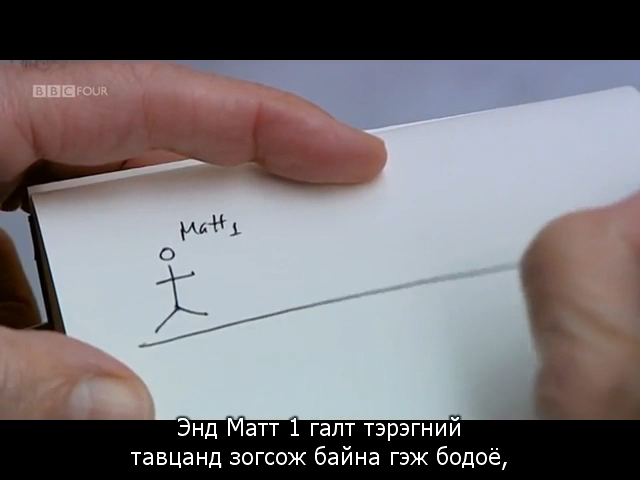 BBC FOUR
Matt 1
Энд Матт 1 галт тэрэгний
тавцанд зогсож байна гэж бодоё,